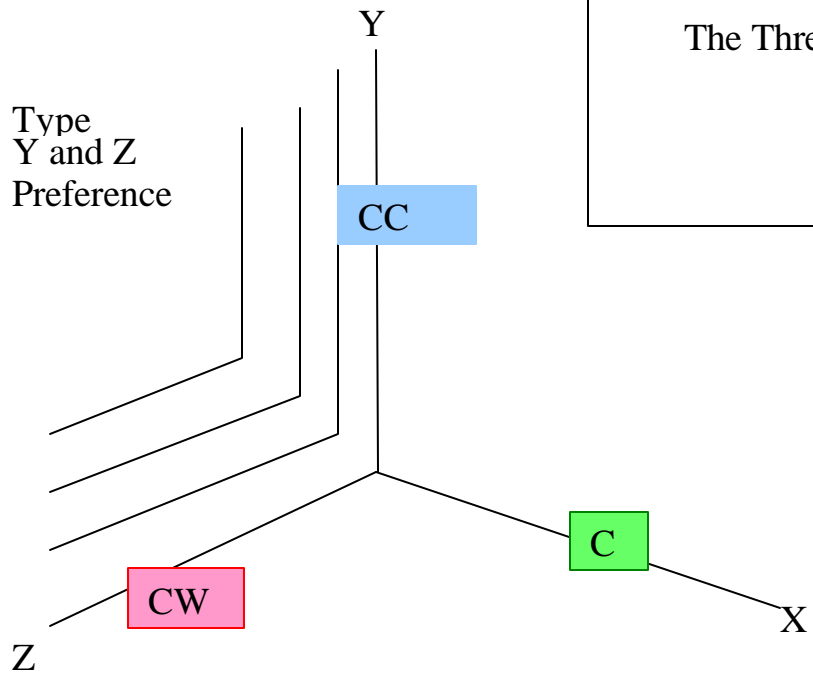 Y
The Thre
Type
Y and Z
Preference
CC
C
CW
X
Z